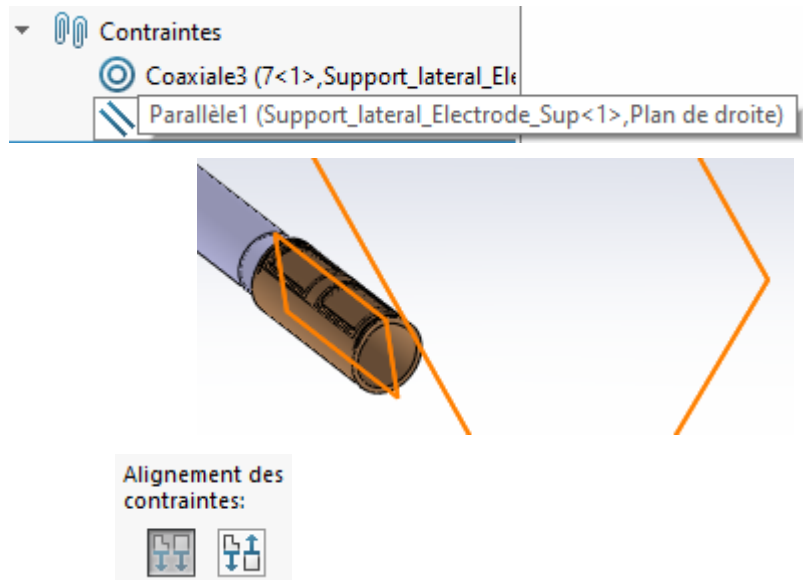 Contraintes
Coaxiale3 (7<1>,Support_lateral_Ele
Parallèle1 (Support_lateral_Electrode_Sup<1>,Plan de droite)
Alignement des
contraintes: